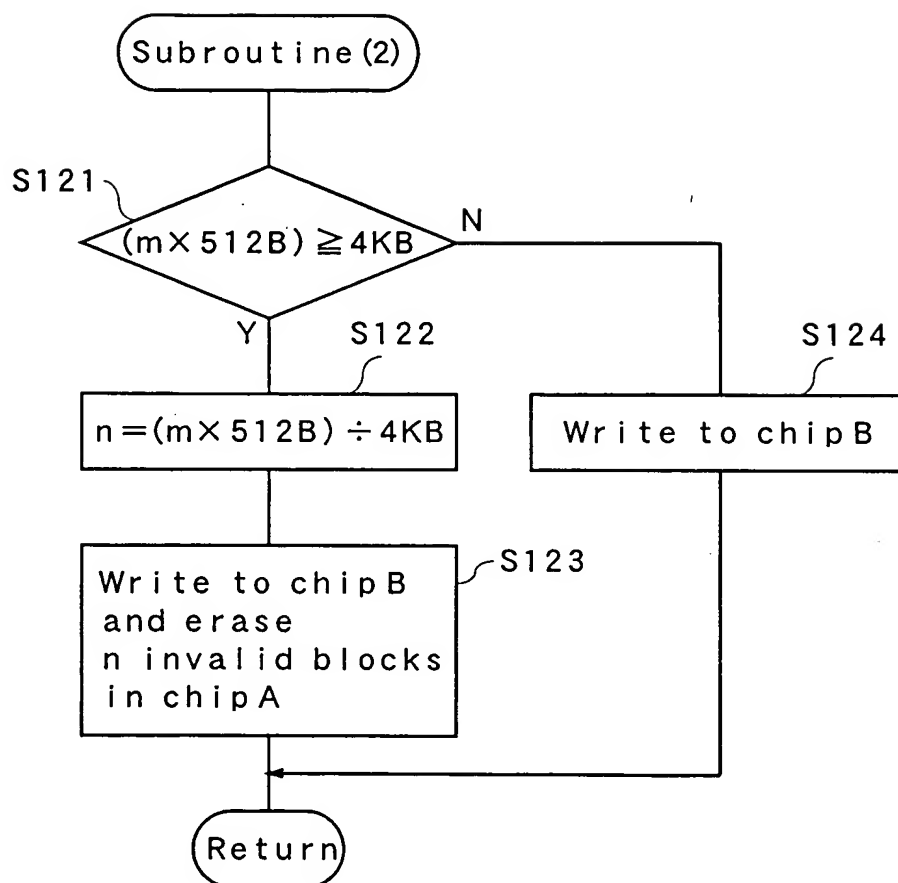 Subroutine (2)
S121
(m×512B) ≧ 4KB
N
Y
S122
S124
n=(m×512B)÷4KB
Write to chipB
S123
Write to chipB
and erase
n invalid blocks
in chipA
Return